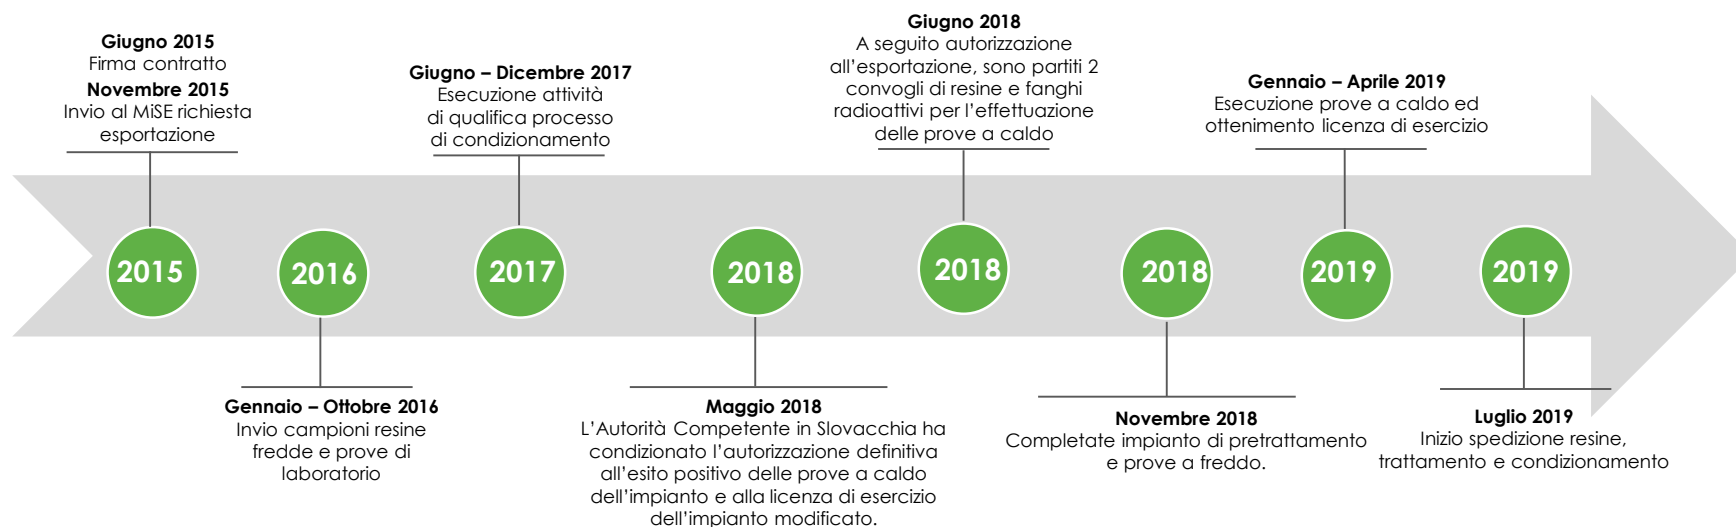 Giugno 2015
Firma contratto
Novembre 2015
Invio al MiSE richiesta
esportazione
2015
2016
Gennaio – Ottobre 2016
Invio campioni resine
fredde e prove di
laboratorio
Giugno – Dicembre 2017
Esecuzione attività
di qualifica processo
di condizionamento
2017
2018
Maggio 2018
L’Autorità Competente in Slovacchia ha
condizionato l’autorizzazione definitiva
all’esito positivo delle prove a caldo
dell’impianto e alla licenza di esercizio
dell’impianto modificato.
Giugno 2018
A seguito autorizzazione
all’esportazione, sono partiti 2
convogli di resine e fanghi
radioattivi per l’effettuazione
delle prove a caldo
2018
2018
Novembre 2018
Completate impianto di pretrattamento
e prove a freddo.
Gennaio – Aprile 2019
Esecuzione prove a caldo ed
ottenimento licenza di esercizio
2019
2019
Luglio 2019
Inizio spedizione resine,
trattamento e condizionamento